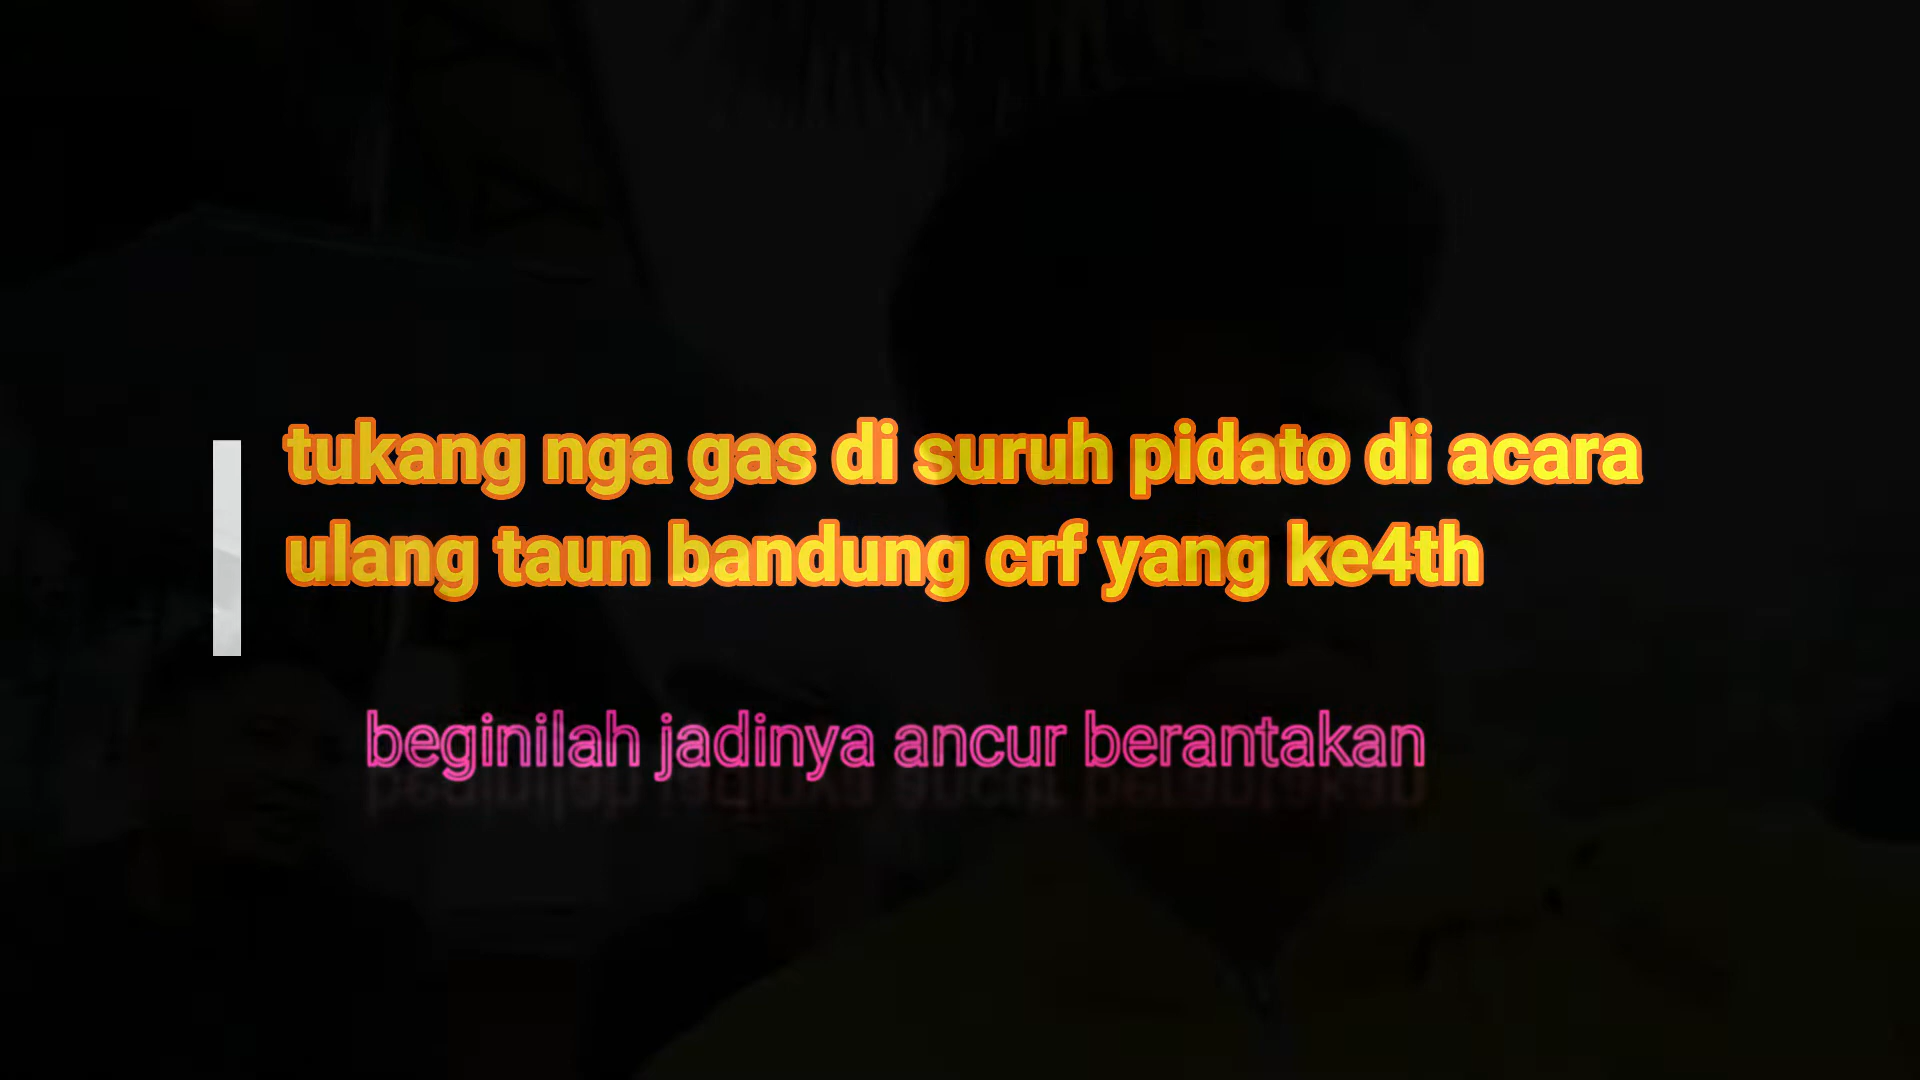 tukang nga gas di suruh pidato di acara
ulang taun bandung crf yang ke4th
beginilah jadinya ancur berantakan